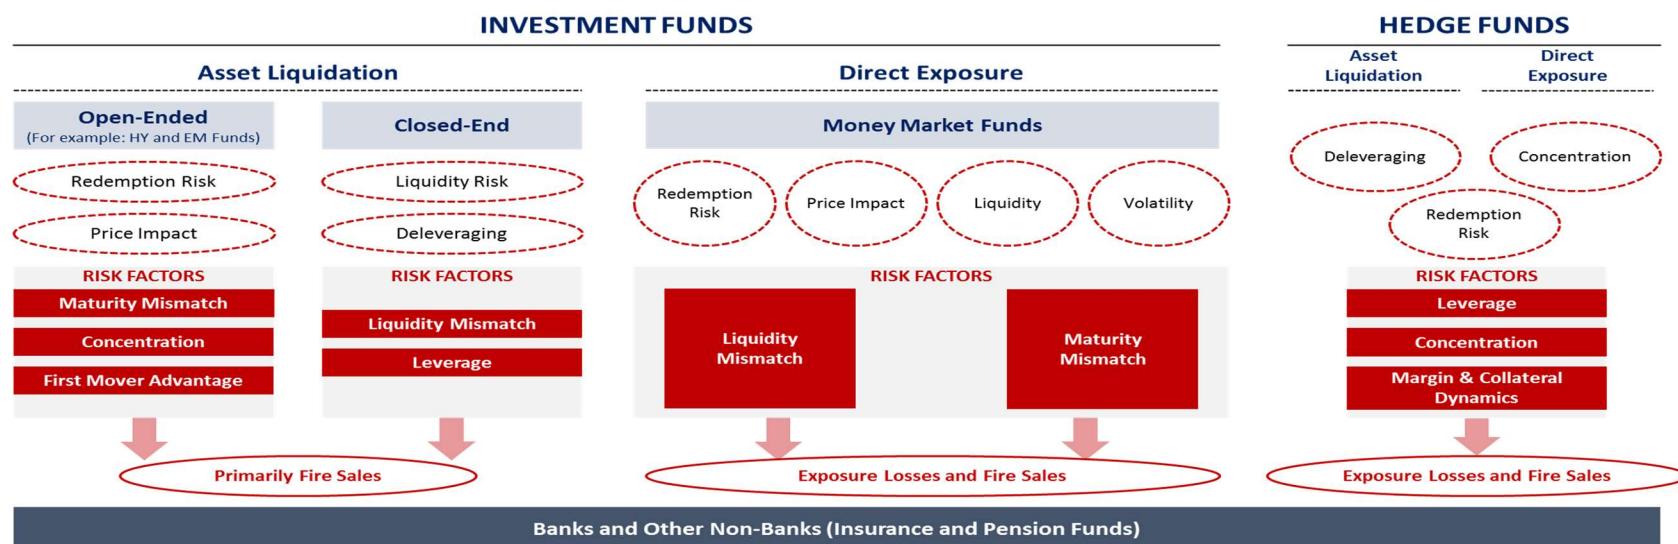 INVESTMENT FUNDS
HEDGE FUNDS
Asset Liquidation
Direct Exposure
Asset
Liquidation
Direct
Exposure
Open-Ended
(For example: HY and EM Funds)
Closed-End
Money Market Funds
Redemption Risk
Price Impact
Liquidity Risk
Deleveraging
Redemption
Risk
Price Impact
Liquidity
Volatility
Deleveraging
Concentration
Redemption
Risk
RISK FACTORS
Maturity Mismatch
Concentration
First Mover Advantage
RISK FACTORS
Liquidity Mismatch
Leverage
RISK FACTORS
Liquidity
Mismatch
Maturity
Mismatch
RISK FACTORS
Leverage
Concentration
Margin & Collateral
Dynamics
Primarily Fire Sales
Exposure Losses and Fire Sales
Exposure Losses and Fire Sales
Banks and Other Non-Banks (Insurance and Pension Funds)